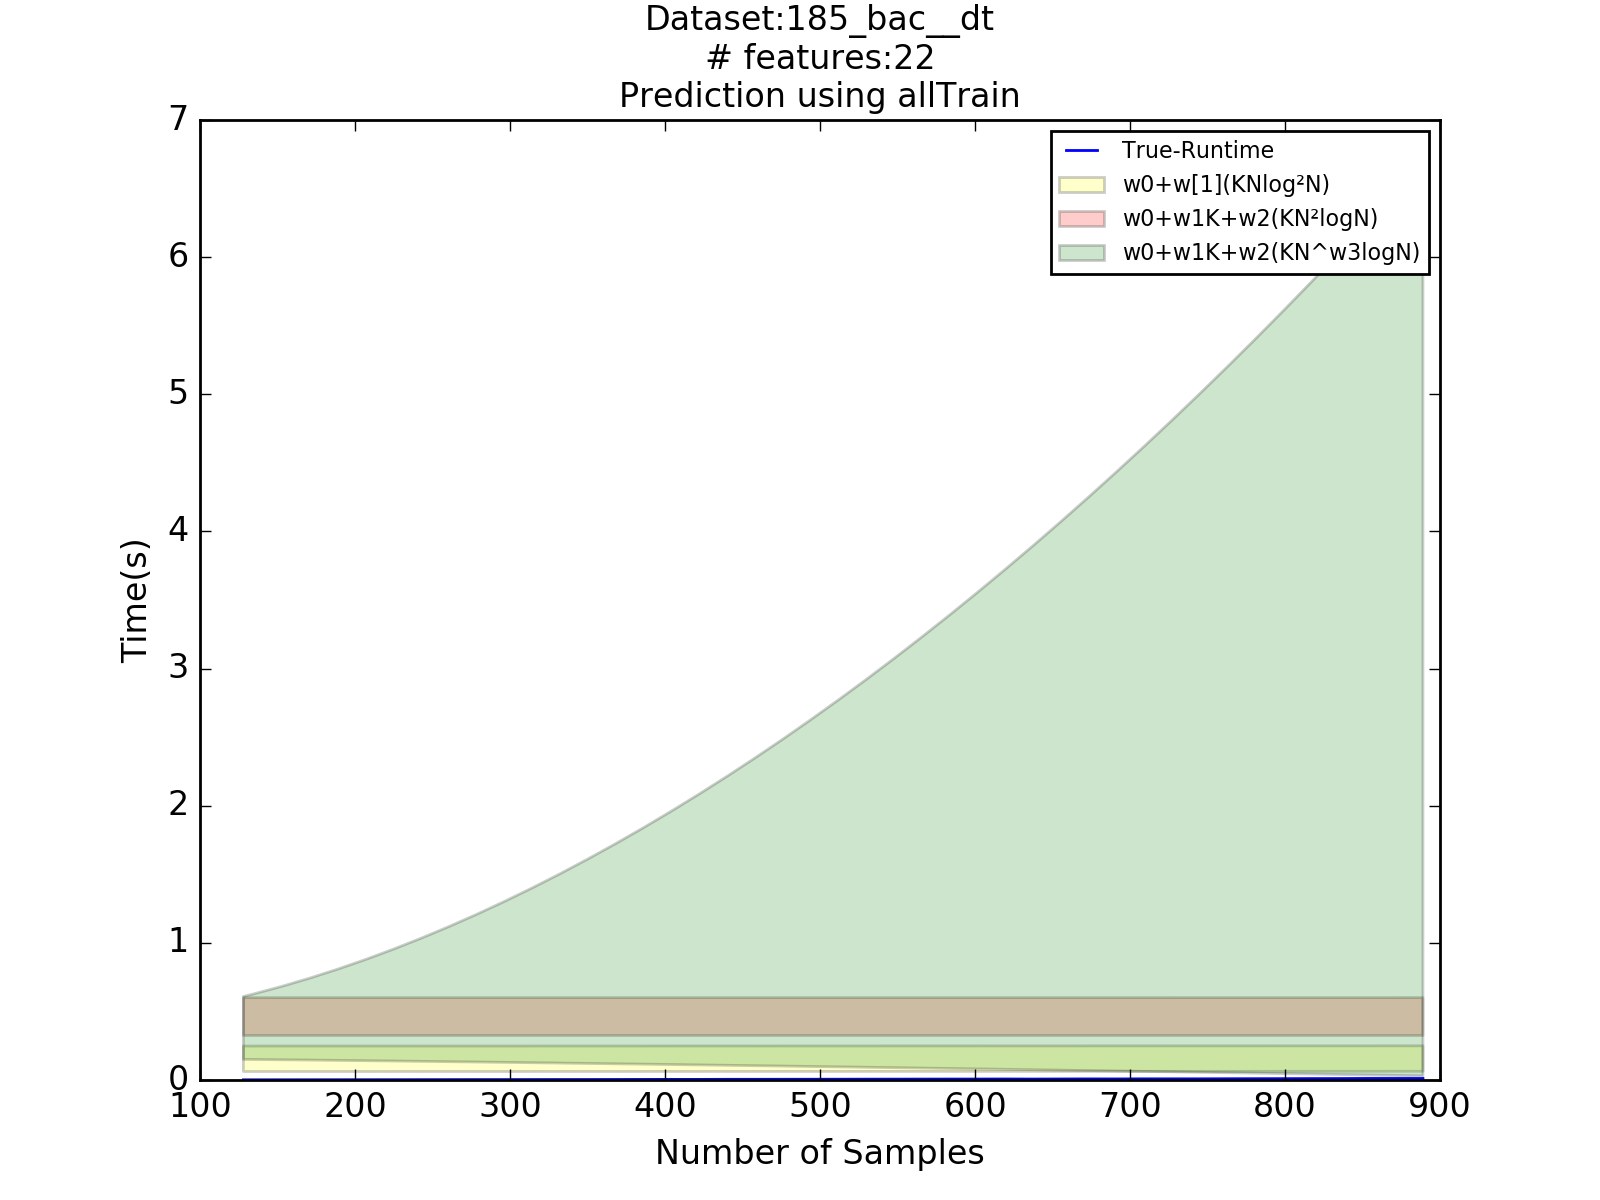 Dataset:185_bac__dt
# features:22
Prediction using allTrain
7
6
5
4
3
2
1
0
True-Runtime
w0+w[1](KNlog²N)
w0+w1K+w2(KN²logN)
w0+w1K+w2(KN^w3logN)
Time(s)
100 200 300 400 500 600 700 800 900
Number of Samples